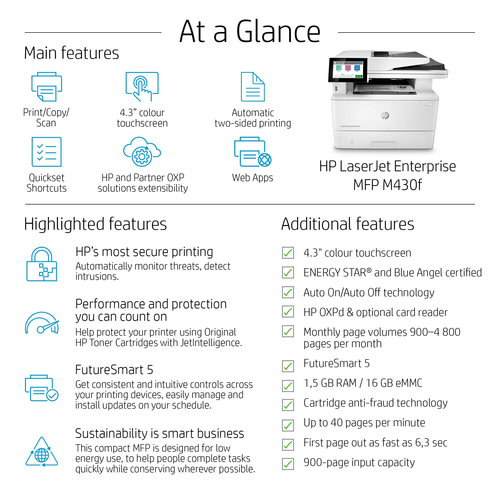 At a Glance
Main features
Print/Copy/
Scan
4.3" colour
touchscreen
Automatic
two-sided printing
Quickset
Shortcuts
HP and Partner OXP
solutions extensibility
Web Apps
hp
HP LaserJet Enterprise
MFP M430f
Highlighted features
HP's most secure printing
Automatically monitor threats, detect
intrusions.
Performance and protection
you can count on
Help protect your printer using Original
HP Toner Cartridges with JetIntelligence.
FutureSmart 5
Get consistent and intuitive controls across
your printing devices, easily manage and
install updates on your schedule.
Sustainability is smart business
This compact MFP is designed for low
energy use, to help people complete tasks
quickly while conserving wherever possible.
Additional features
4.3" colour touchscreen
ENERGY STAR® and Blue Angel certified
Auto On/Auto Off technology
HP OXPd & optional card reader
Monthly page volumes 900–4 800
pages per month
FutureSmart 5
1,5 GB RAM / 16 GB eMMC
Cartridge anti-fraud technology
Up to 40 pages per minute
First page out as fast as 6,3 sec
900-page input capacity